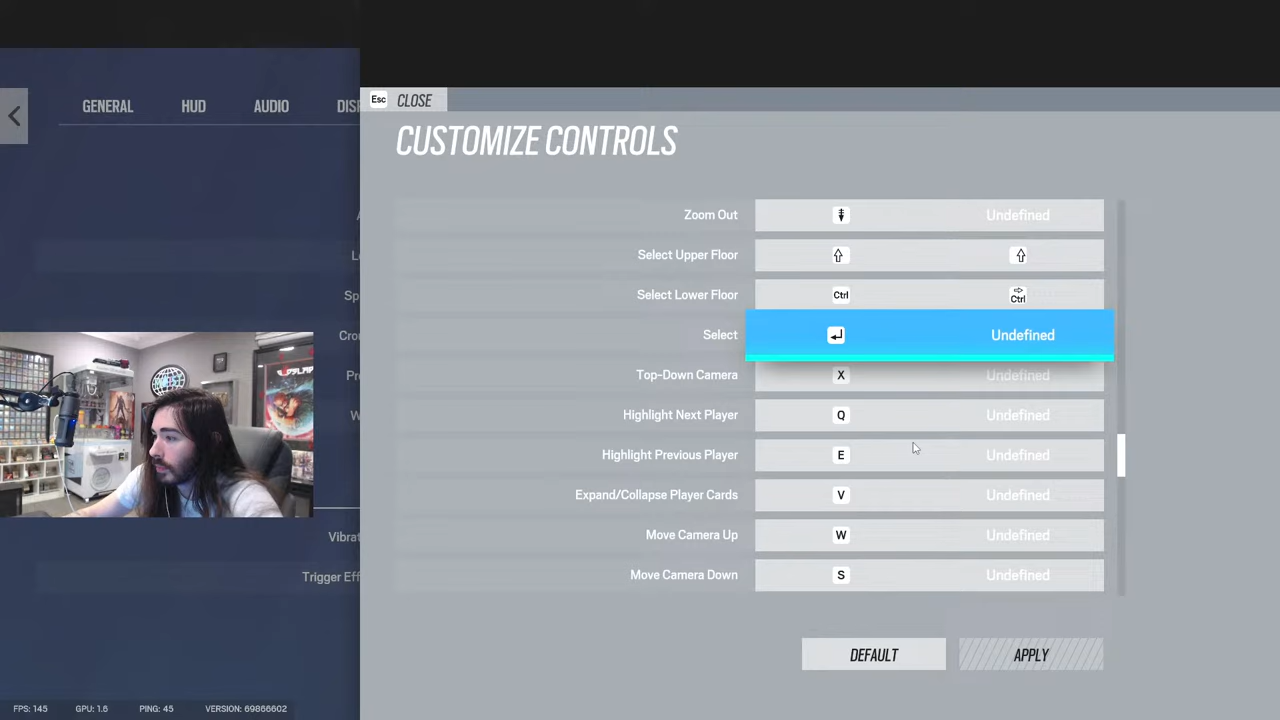 GENERAL HUD AUDIO
Esc CLOSE
CUSTOMIZE CONTROLS
Zoom Out Undefined
Select Upper Floor
Select Lower Floor Ctrl Ctrl
Select Undefined
Top-Down Camera X Undefined
Highlight Next Player Q Undefined
Highlight Previous Player E Undefined
Expand/Collapse Player Cards V Undefined
Move Camera Up W Undefined
Move Camera Down S Undefined
DEFAULT APPLY
Vibrat
Trigger Eff
FPS: 145 GPU: 1.6 PING: 45 VERSION: 69866602